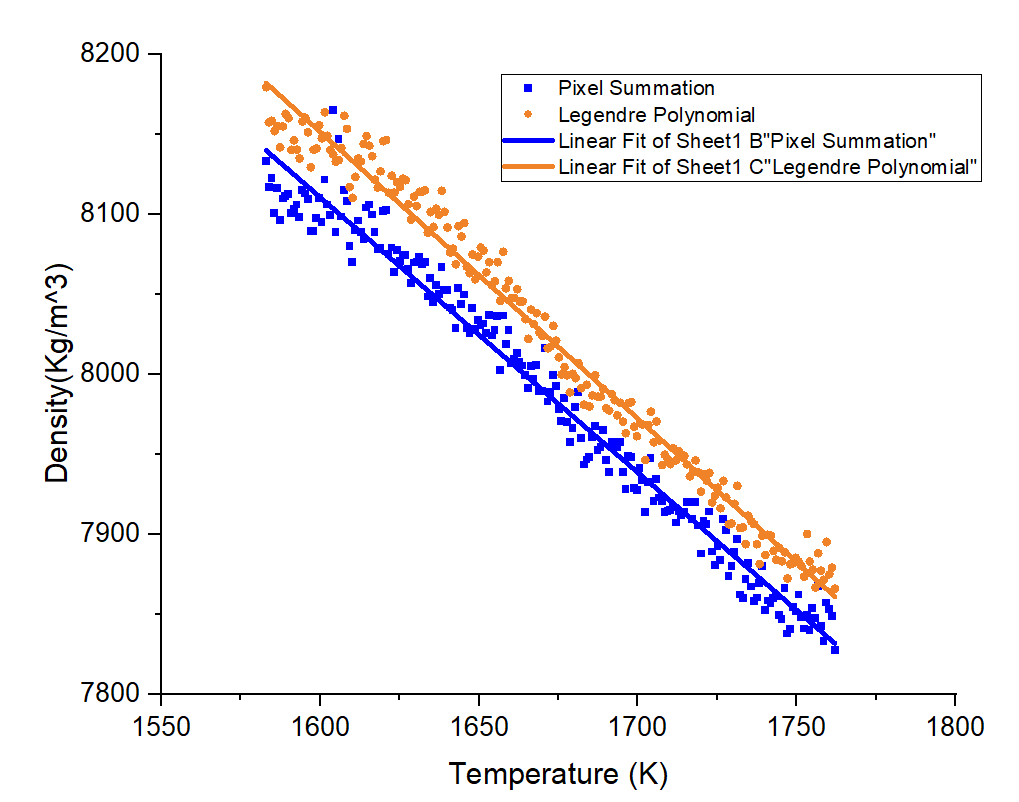 8200
8100
8000
7900
7800
Density(Kg/m^3)
Pixel Summation
Legendre Polynomial
Linear Fit of Sheet1 B"Pixel Summation"
Linear Fit of Sheet1 C"Legendre Polynomial"
1550 1600 1650 1700 1750 1800
Temperature (K)